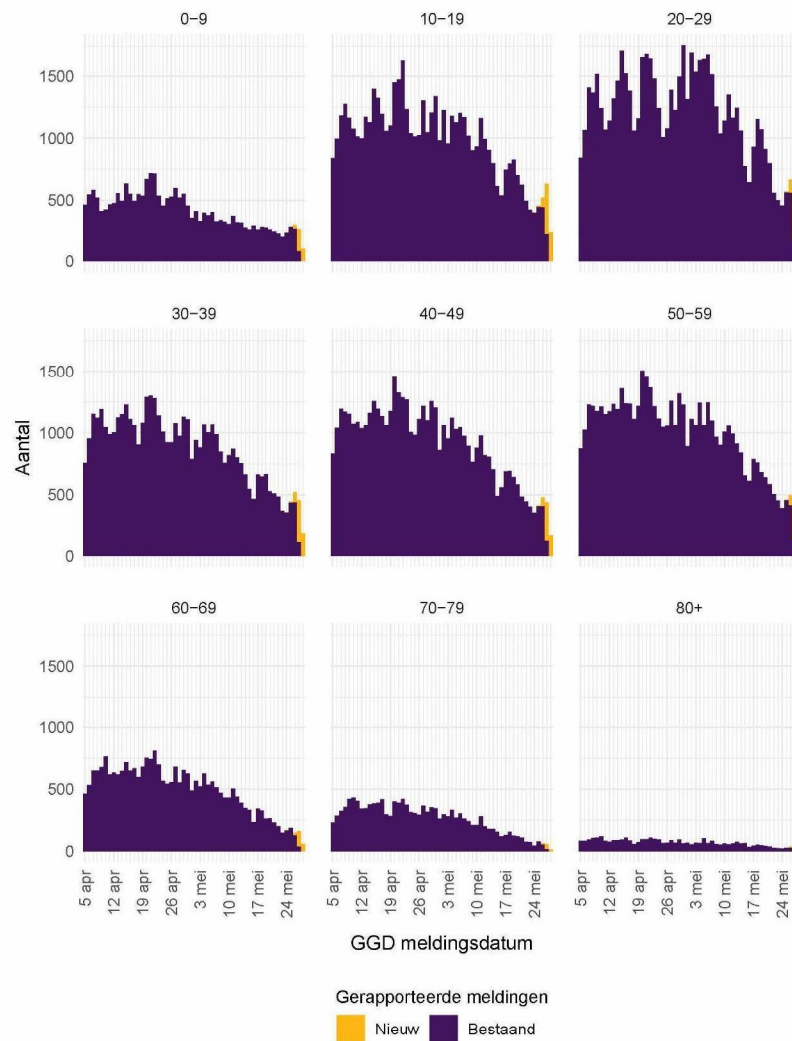 0−9
10−19
20−29
1500
1000
500
0
30−39
40−49
50−59
1500
1000
500
0
Aantal
60−69
70−79
80+
1500
1000
500
0
5 apr
12 apr
19 apr
26 apr
3 mei
10 mei
17 mei
24 mei
5 apr
12 apr
19 apr
26 apr
3 mei
10 mei
17 mei
24 mei
5 apr
12 apr
19 apr
26 apr
3 mei
10 mei
17 mei
24 mei
GGD meldingsdatum
Gerapporteerde meldingen
Nieuw
Bestaand